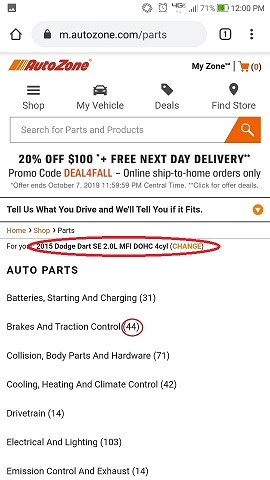 71% 12:00 PM
m.autozone.com/parts 1
AutoZone My Zone (0)
Shop My Vehicle Deals Find Store
Search for Parts and Products
20% OFF $100 *+ FREE NEXT DAY DELIVERY**
Promo Code DEAL4FALL – Online ship-to-home orders only
*Offer ends October 7, 2019 11:59:59 PM Central Time. **Click for offer details.
Tell Us What You Drive and We'll Tell You if it Fits.
Home > Shop > Parts
For you 2015 Dodge Dart SE 2.0L MFI DOHC 4cyl (CHANGE)
AUTO PARTS
Batteries, Starting And Charging (31)
Brakes And Traction Control (44)
Collision, Body Parts And Hardware (71)
Cooling, Heating And Climate Control (42)
Drivetrain (14)
Electrical And Lighting (103)
Emission Control And Exhaust (14)